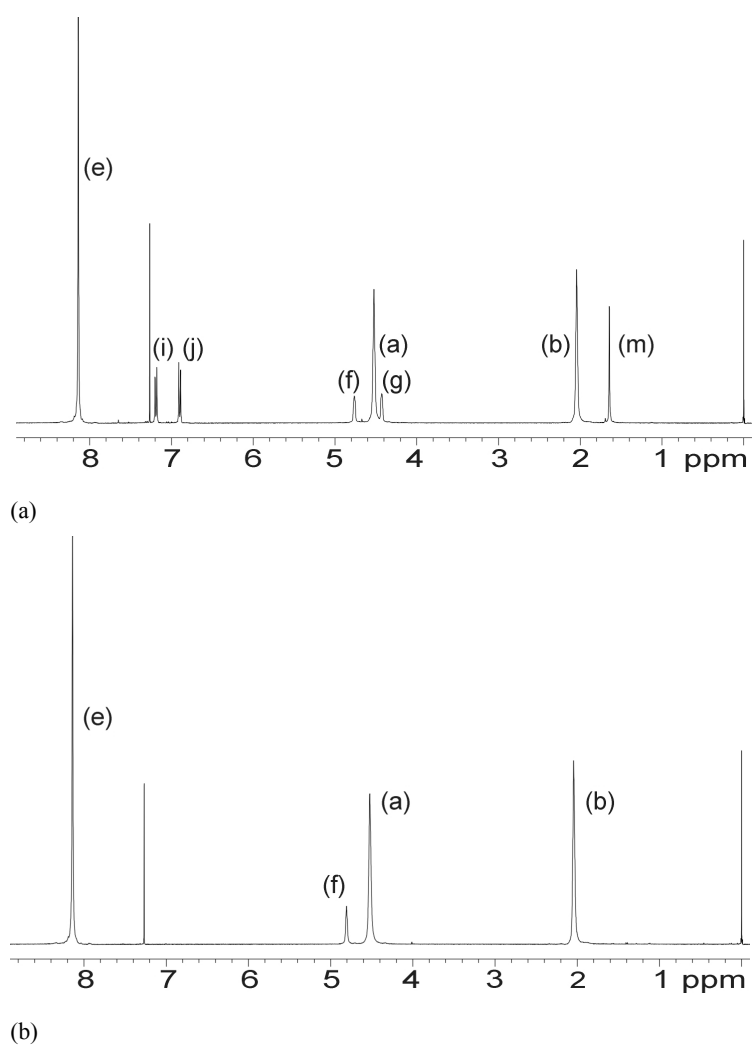 (e)
(i) (j)
(f) (a) (g)
(b) (m)
8 7 6 5 4 3 2 1 ppm
(a)
(e)
(f) (a)
(b)
8 7 6 5 4 3 2 1 ppm
(b)